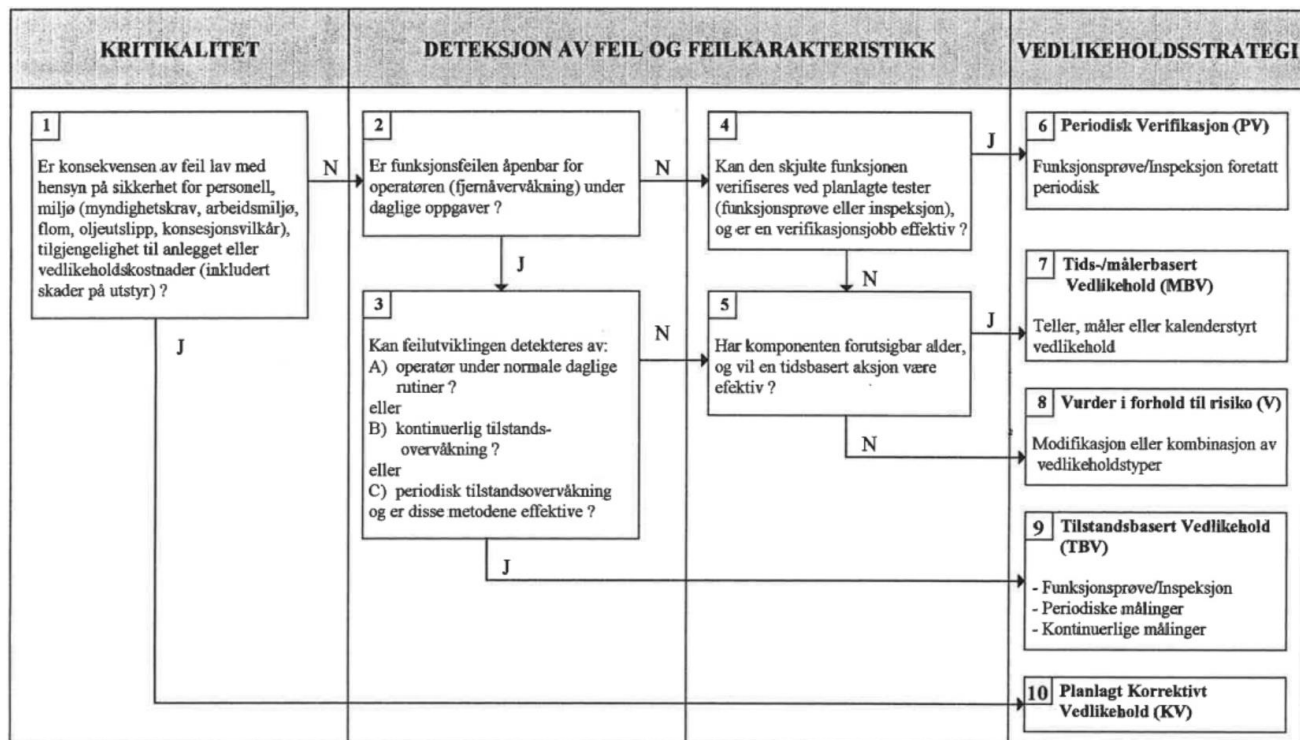 KRITIKALITET
DETEKSJON AV FEIL OG FEILKARAKTERISTIKK
VEDLIKEHOLDSSTRATEGI
1
Er konsekvensen av feil lav med
hensyn på sikkerhet for personell,
miljø (myndighetskrav, arbeidsmiljø,
flom, oljeutslipp, konsesjonsvilkår),
tilgjengelighet til anlegget eller
vedlikeholdskostnader (inkludert
skader på utstyr) ?
N
J
2
Er funksjonsfeilen åpenbar for
operatøren (fjernåvervåkning) under
daglige oppgaver ?
N
J
3
Kan feilutviklingen detekteres av:
A) operatør under normale daglige
rutiner ?
eller
B) kontinuerlig tilstands-
overvåkning ?
eller
C) periodisk tilstandsovervåkning
og er disse metodene effektive ?
N
J
4
Kan den skjulte funksjonen
verifiseres ved planlagte tester
(funksjonsprøve eller inspeksjon),
og er en verifikasjonsjobb effektiv ?
J
N
5
Har komponenten forutsigbar alder,
og vil en tidsbasert aksjon være
efektiv ?
J
N
6 Periodisk Verifikasjon (PV)
Funksjonsprøve/Inspeksjon foretatt
periodisk
7 Tids-/målerbasert
Vedlikehold (MBV)
Teller, måler eller kalenderstyrt
vedlikehold
8 Vurder i forhold til risiko (V)
Modifikasjon eller kombinasjon av
vedlikeholdstyper
9 Tilstandsbasert Vedlikehold
(TBV)
- Funksjonsprøve/Inspeksjon
- Periodiske målinger
- Kontinuerlige målinger
10 Planlagt Korrektivt
Vedlikehold (KV)